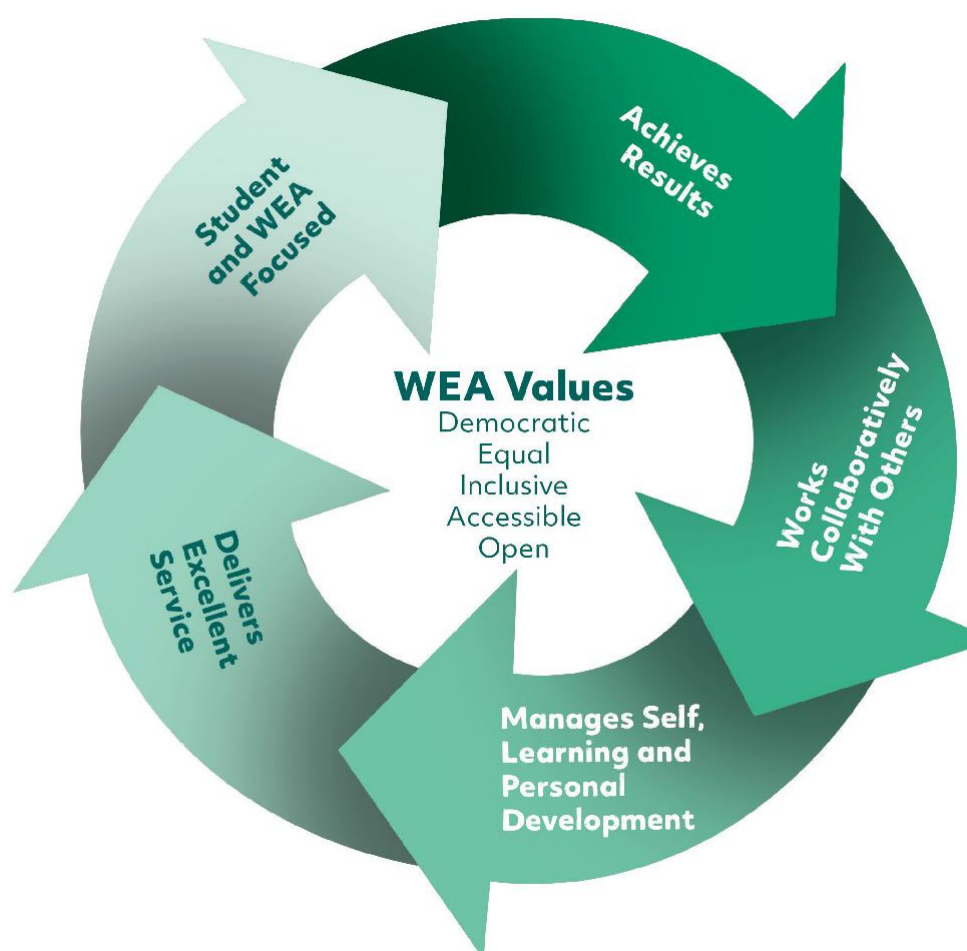 Achieves
Results
Works
Collaboratively
With Others
Manages Self,
Learning and
Personal
Development
Delivers
Excellent
Service
Student
and WEA
Focused
WEA Values
Democratic
Equal
Inclusive
Accessible
Open